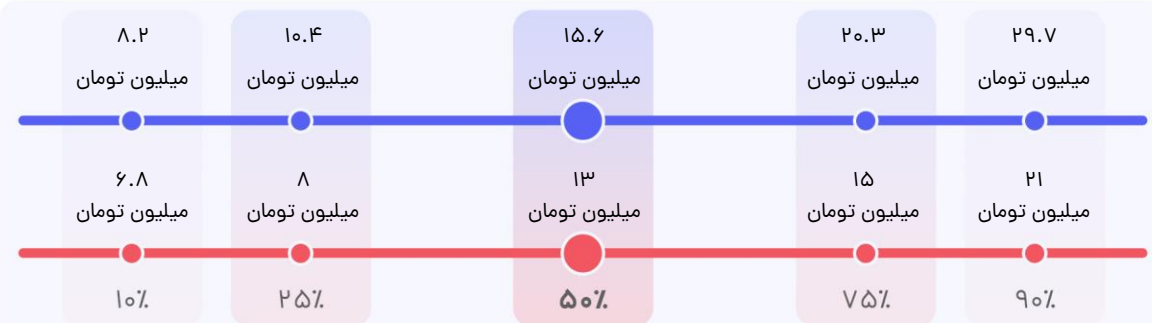 ۸.۲ ۱۰.۴ ۱۵.۶ ۲۰.۳ ۲۹.۷
میلیون تومان میلیون تومان میلیون تومان میلیون تومان میلیون تومان
۶.۸ ۸ ۱۳ ۱۵ ۲۱
میلیون تومان میلیون تومان میلیون تومان میلیون تومان میلیون تومان
۱۰٪ ۲۵٪ ۵۰٪ ۷۵٪ ۹۰٪